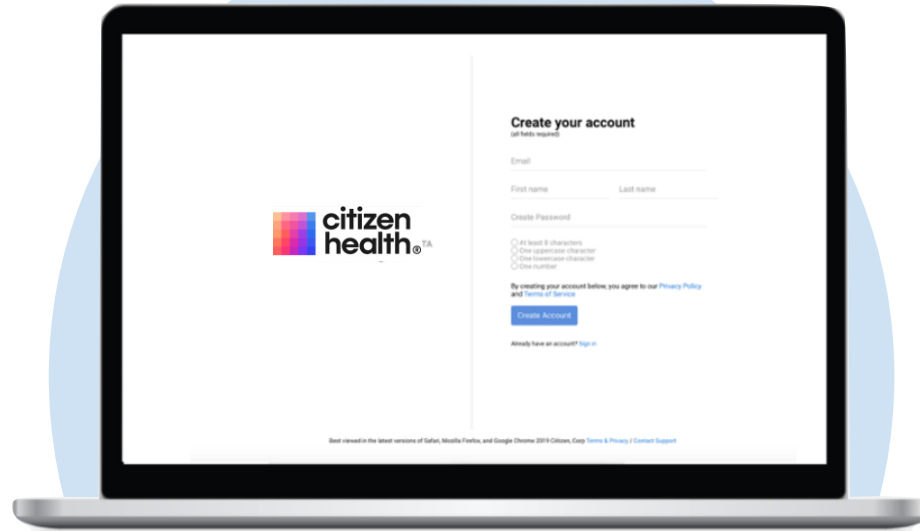 citizen
health®TA
Create your account
(all fields required)
Email
First name Last name
Create Password
At least 8 characters
One uppercase character
One lowercase character
One number
By creating your account below, you agree to our Privacy Policy
and Terms of Service
Create Account
Already have an account? Sign in
Best viewed in the latest versions of Safari, Mozilla Firefox, and Google Chrome 2019 Citizen, Corp Terms & Privacy / Contact Support